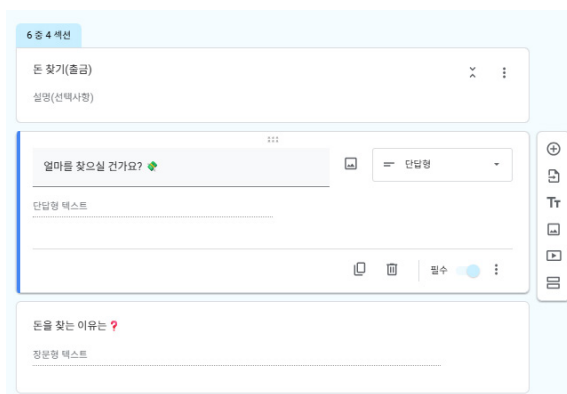 6 중 4 섹션
돈 찾기(출금)
설명(선택사항)
얼마를 찾으실 건가요? 💸
단답형
단답형 텍스트
필수
돈을 찾는 이유는❓
장문형 텍스트
Tт